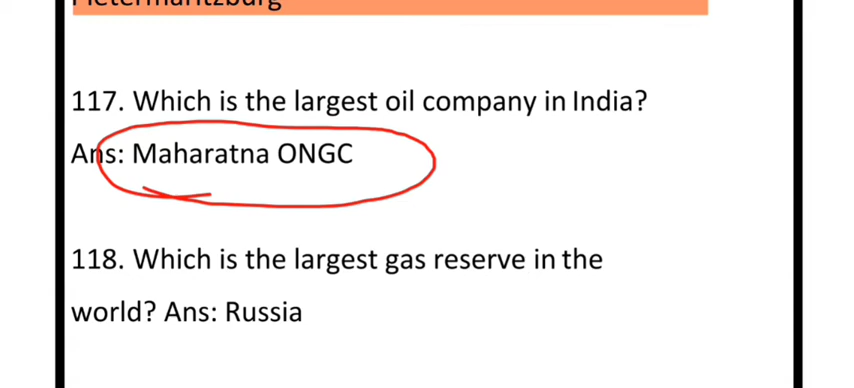 Pietermaritzburg
117. Which is the largest oil company in India?
Ans: Maharatna ONGC
118. Which is the largest gas reserve in the
world? Ans: Russia